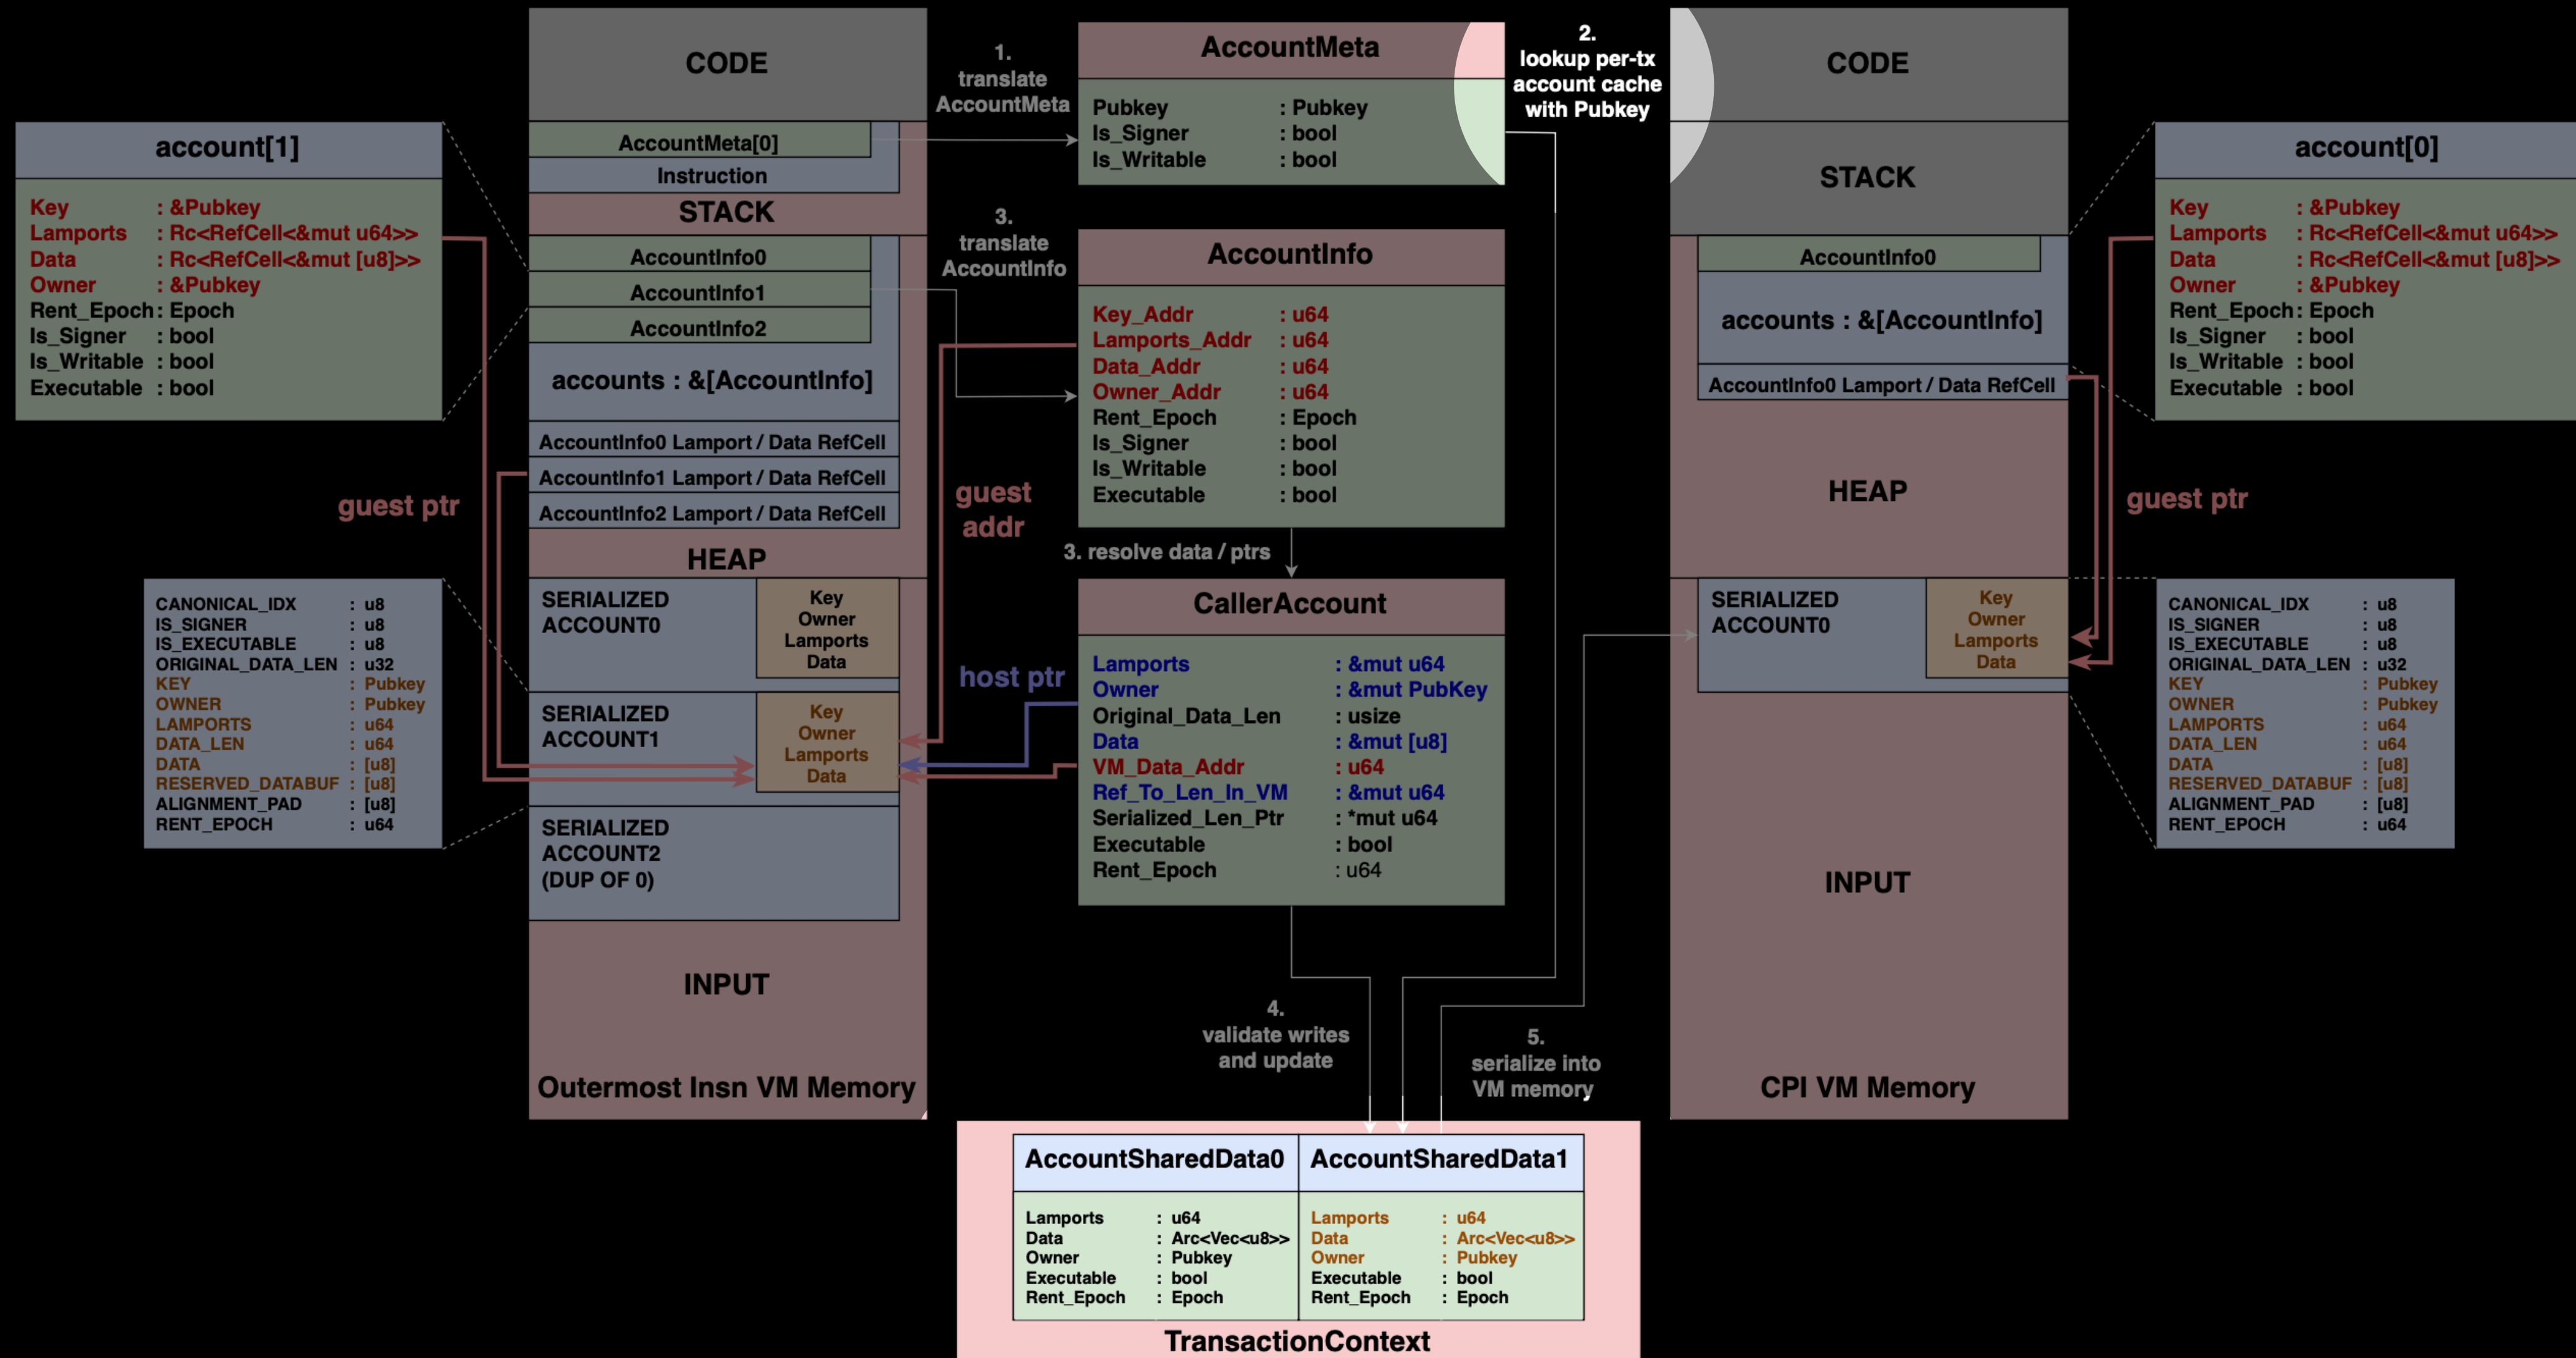 account[1]
Key : &Pubkey
Lamports : Rc<RefCell<&mut u64>>
Data : Rc<RefCell<&mut [u8]>>
Owner : &Pubkey
Rent_Epoch : Epoch
Is_Signer : bool
Is_Writable : bool
Executable : bool
guest ptr
CANONICAL_IDX : u8
IS_SIGNER : u8
IS_EXECUTABLE : u8
ORIGINAL_DATA_LEN : u32
KEY : Pubkey
OWNER : Pubkey
LAMPORTS : u64
DATA_LEN : u64
DATA : [u8]
RESERVED_DATABUF : [u8]
ALIGNMENT_PAD : [u8]
RENT_EPOCH : u64
CODE
AccountMeta[0]
Instruction
STACK
AccountInfo0
AccountInfo1
AccountInfo2
accounts : &[AccountInfo]
AccountInfo0 Lamport / Data RefCell
AccountInfo1 Lamport / Data RefCell
AccountInfo2 Lamport / Data RefCell
HEAP
SERIALIZED
ACCOUNT0
Key
Owner
Lamports
Data
SERIALIZED
ACCOUNT1
Key
Owner
Lamports
Data
SERIALIZED
ACCOUNT2
(DUP OF 0)
INPUT
Outermost Insn VM Memory
1.
translate
AccountMeta
AccountMeta
Pubkey : Pubkey
Is_Signer : bool
Is_Writable : bool
2.
lookup per-tx
account cache
with Pubkey
3.
translate
AccountInfo
AccountInfo
Key_Addr : u64
Lamports_Addr : u64
Data_Addr : u64
Owner_Addr : u64
Rent_Epoch : Epoch
Is_Signer : bool
Is_Writable : bool
Executable : bool
guest
addr
3. resolve data / ptrs
CallerAccount
Lamports : &mut u64
Owner : &mut PubKey
Original_Data_Len : usize
Data : &mut [u8]
VM_Data_Addr : u64
Ref_To_Len_In_VM : &mut u64
Serialized_Len_Ptr : *mut u64
Executable : bool
Rent_Epoch : u64
host ptr
4.
validate writes
and update
5.
serialize into
VM memory
AccountSharedData0
Lamports : u64
Data : Arc<Vec<u8>>
Owner : Pubkey
Executable : bool
Rent_Epoch : Epoch
AccountSharedData1
Lamports : u64
Data : Arc<Vec<u8>>
Owner : Pubkey
Executable : bool
Rent_Epoch : Epoch
TransactionContext
CODE
STACK
AccountInfo0
accounts : &[AccountInfo]
AccountInfo0 Lamport / Data RefCell
HEAP
SERIALIZED
ACCOUNT0
Key
Owner
Lamports
Data
INPUT
CPI VM Memory
account[0]
Key : &Pubkey
Lamports : Rc<RefCell<&mut u64>>
Data : Rc<RefCell<&mut [u8]>>
Owner : &Pubkey
Rent_Epoch : Epoch
Is_Signer : bool
Is_Writable : bool
Executable : bool
guest ptr
CANONICAL_IDX : u8
IS_SIGNER : u8
IS_EXECUTABLE : u8
ORIGINAL_DATA_LEN : u32
KEY : Pubkey
OWNER : Pubkey
LAMPORTS : u64
DATA_LEN : u64
DATA : [u8]
RESERVED_DATABUF : [u8]
ALIGNMENT_PAD : [u8]
RENT_EPOCH : u64